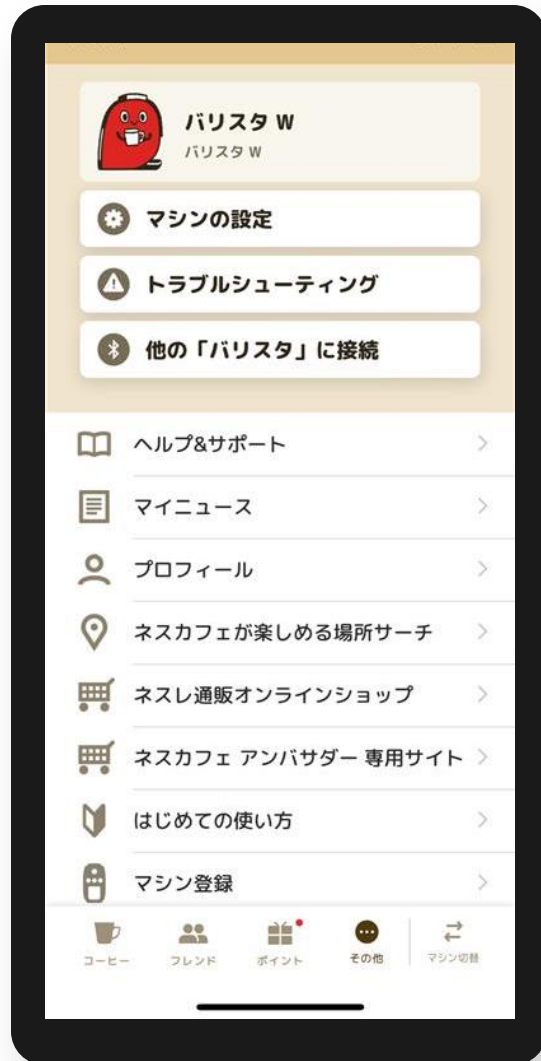 バリスタ W
バリスタ W
マシンの設定
トラブルシューティング
他の「バリスタ」に接続
ヘルプ&サポート
マイニュース
プロフィール
ネスカフェが楽しめる場所サーチ
ネスレ通販オンラインショップ
ネスカフェ アンバサダー 専用サイト
はじめての使い方
マシン登録
コーヒー
フレンド
ポイント
その他
マシン切替